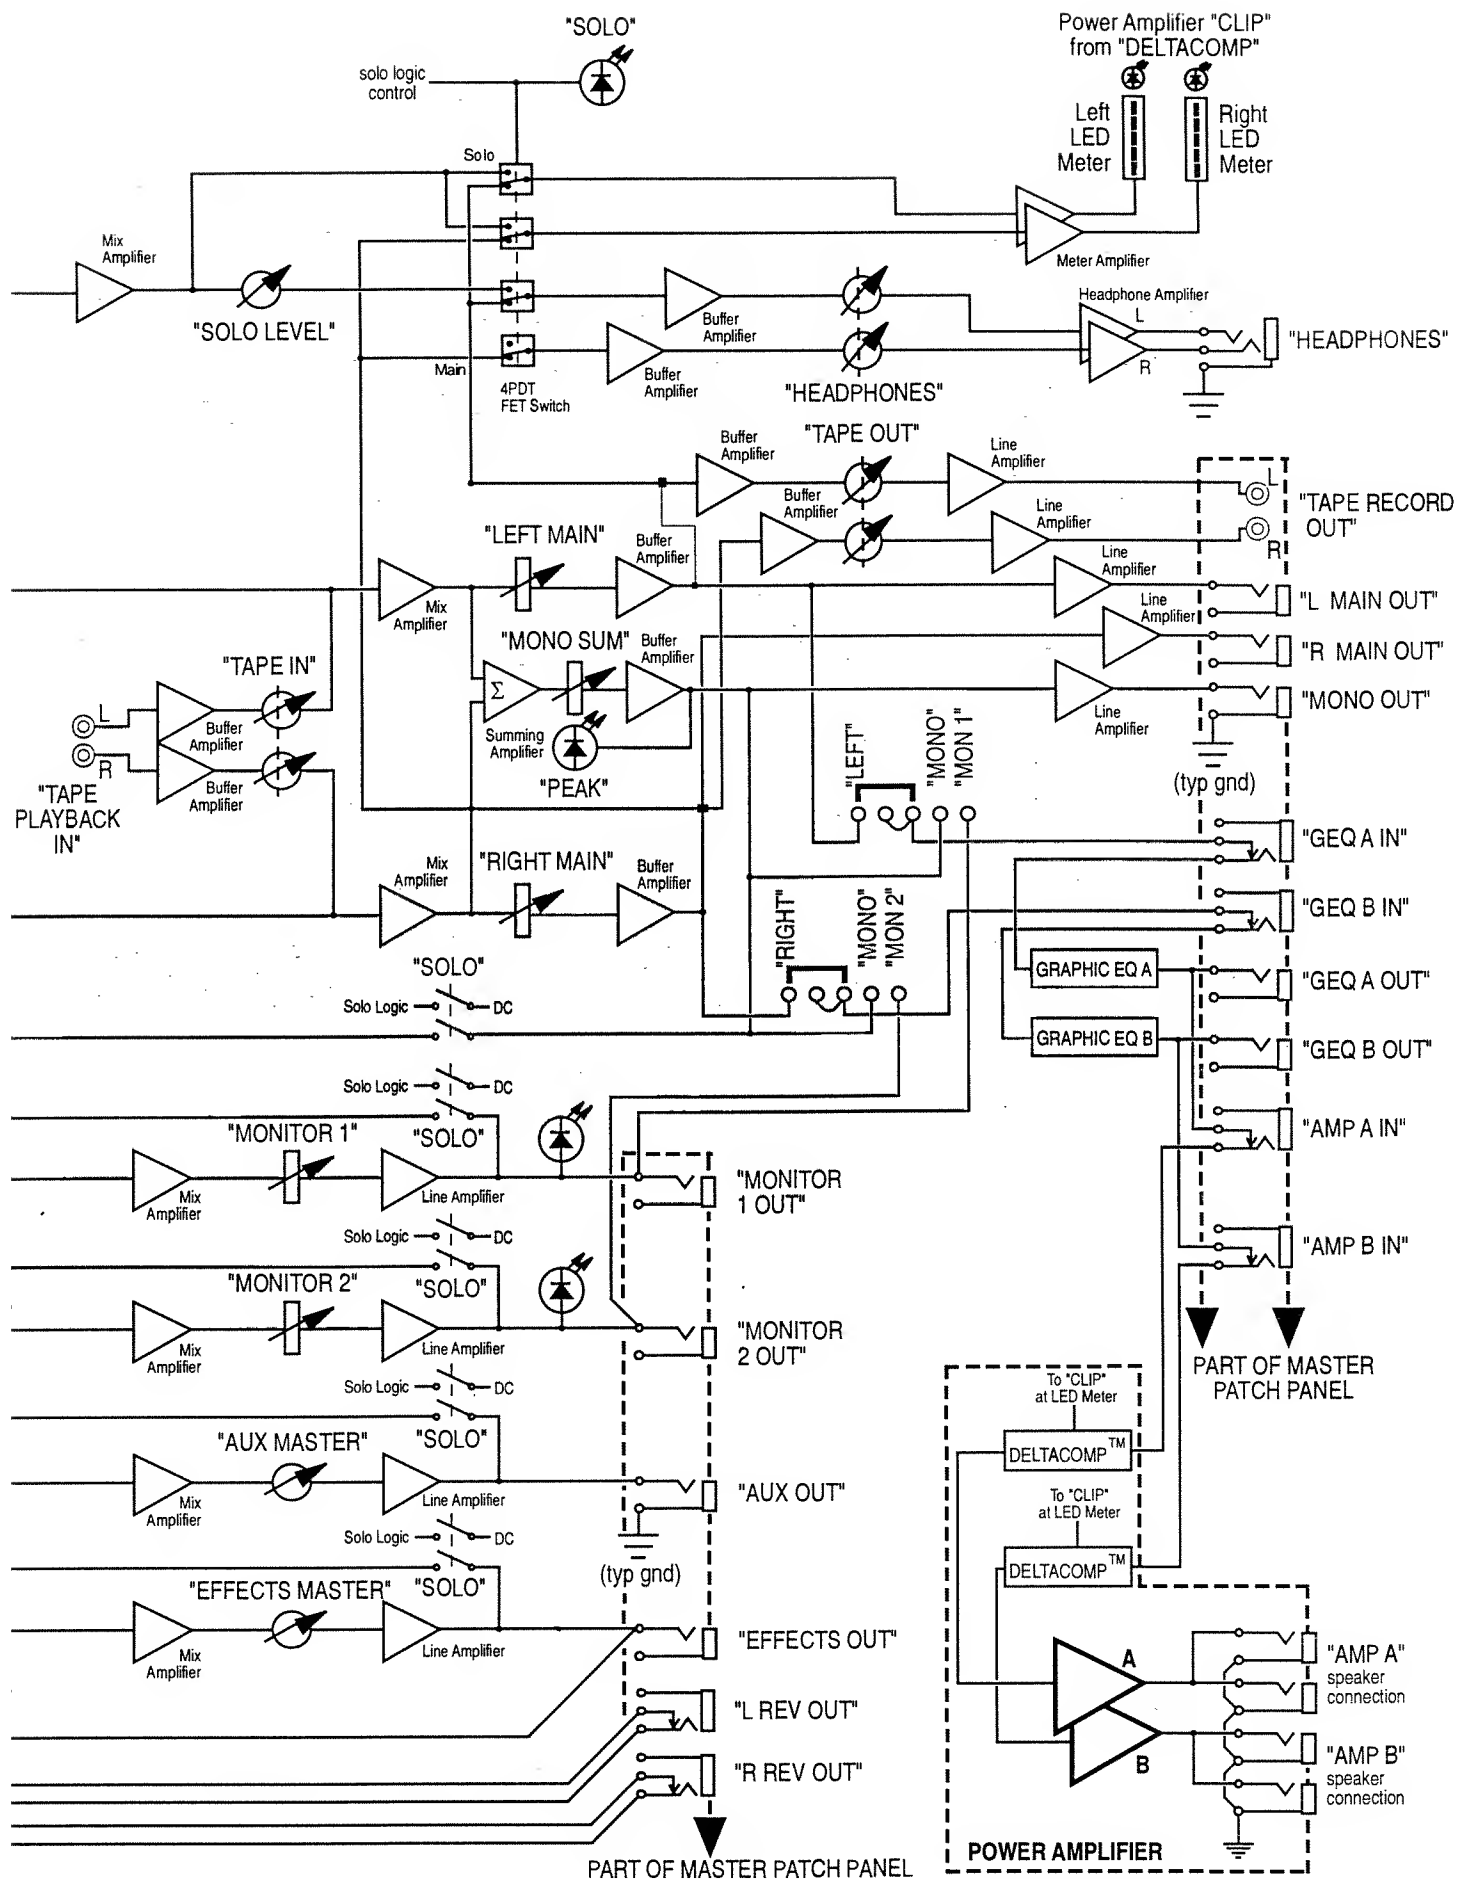 "SOLO"
Power Amplifier "CLIP"
from "DELTACOMP"
solo logic
control
Left
LED
Meter
Right
LED
Meter
Solo
Mix
Amplifier
Meter Amplifier
"SOLO LEVEL"
Buffer
Amplifier
Headphone Amplifier
L
R
"HEADPHONES"
Main
4PDT
FET Switch
Buffer
Amplifier
"HEADPHONES"
"TAPE OUT"
Buffer
Amplifier
Line
Amplifier
Buffer
Amplifier
Line
Amplifier
L
R
"TAPE RECORD
OUT"
"LEFT MAIN"
Buffer
Amplifier
Mix
Amplifier
Line
Amplifier
"L MAIN OUT"
Line
Amplifier
"R MAIN OUT"
"MONO SUM"
Buffer
Amplifier
Σ
Summing
Amplifier
"PEAK"
Line
Amplifier
"MONO OUT"
(typ gnd)
"TAPE IN"
L
R
Buffer
Amplifier
Buffer
Amplifier
"TAPE
PLAYBACK
IN"
"LEFT"
"MONO"
"MON 1"
"GEQ A IN"
Mix
Amplifier
"RIGHT MAIN"
Buffer
Amplifier
"RIGHT"
"MONO"
"MON 2"
"GEQ B IN"
GRAPHIC EQ A
"GEQ A OUT"
GRAPHIC EQ B
"GEQ B OUT"
"SOLO"
Solo Logic
DC
Solo Logic
DC
"SOLO"
"AMP A IN"
"MONITOR 1"
Mix
Amplifier
Line Amplifier
"MONITOR
1 OUT"
Solo Logic
DC
"SOLO"
"AMP B IN"
"MONITOR 2"
Mix
Amplifier
Line Amplifier
"MONITOR
2 OUT"
PART OF MASTER
PATCH PANEL
Solo Logic
DC
"SOLO"
To "CLIP"
at LED Meter
DELTACOMP™
"AUX MASTER"
Mix
Amplifier
Line Amplifier
"AUX OUT"
To "CLIP"
at LED Meter
DELTACOMP™
Solo Logic
DC
"SOLO"
(typ gnd)
"EFFECTS MASTER"
Mix
Amplifier
Line Amplifier
"EFFECTS OUT"
"L REV OUT"
"R REV OUT"
A
B
"AMP A"
speaker
connection
"AMP B"
speaker
connection
POWER AMPLIFIER
PART OF MASTER PATCH PANEL